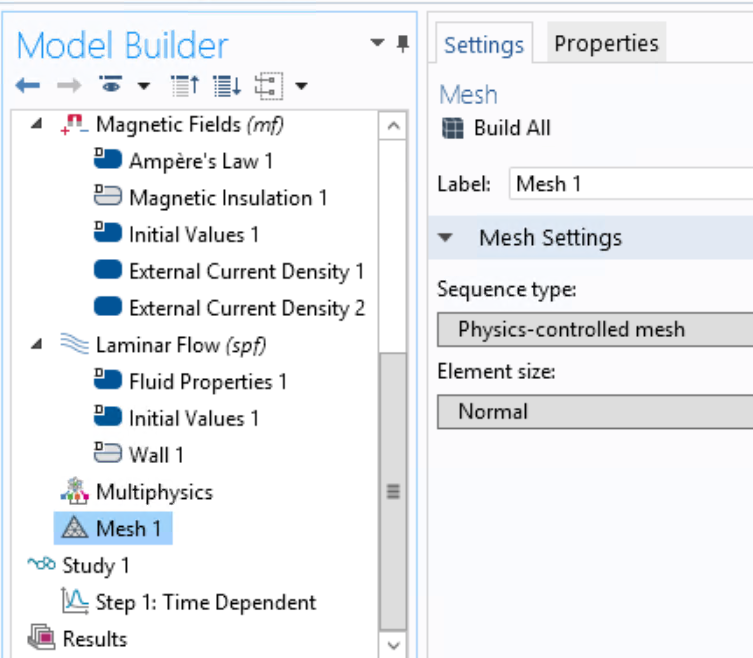 Model Builder
Magnetic Fields (mf)
Ampère's Law 1
Magnetic Insulation 1
Initial Values 1
External Current Density 1
External Current Density 2
Laminar Flow (spf)
Fluid Properties 1
Initial Values 1
Wall 1
Multiphysics
Mesh 1
Study 1
Step 1: Time Dependent
Results
Settings Properties
Mesh
Build All
Label: Mesh 1
Mesh Settings
Sequence type:
Physics-controlled mesh
Element size:
Normal